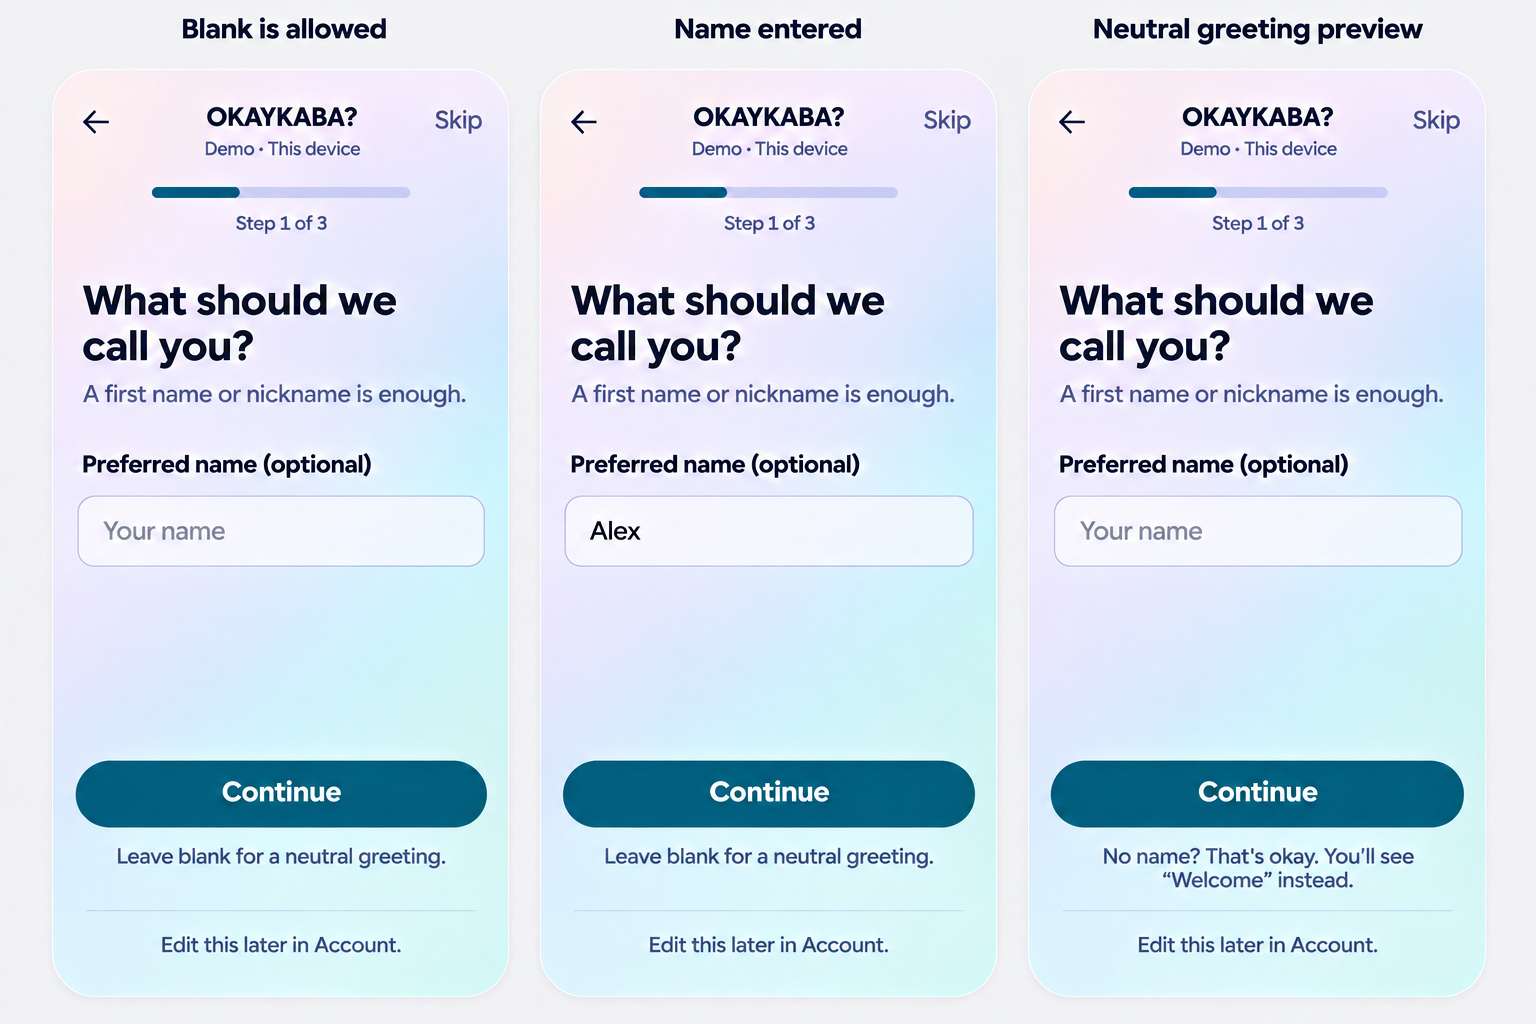 Blank is allowed
OKAYKABA?
Skip
Demo • This device
Step 1 of 3
What should we
call you?
A first name or nickname is enough.
Preferred name (optional)
Your name
Continue
Leave blank for a neutral greeting.
Edit this later in Account.
Name entered
OKAYKABA?
Skip
Demo • This device
Step 1 of 3
What should we
call you?
A first name or nickname is enough.
Preferred name (optional)
Alex
Continue
Leave blank for a neutral greeting.
Edit this later in Account.
Neutral greeting preview
OKAYKABA?
Skip
Demo • This device
Step 1 of 3
What should we
call you?
A first name or nickname is enough.
Preferred name (optional)
Your name
Continue
No name? That's okay. You’ll see
“Welcome” instead.
Edit this later in Account.